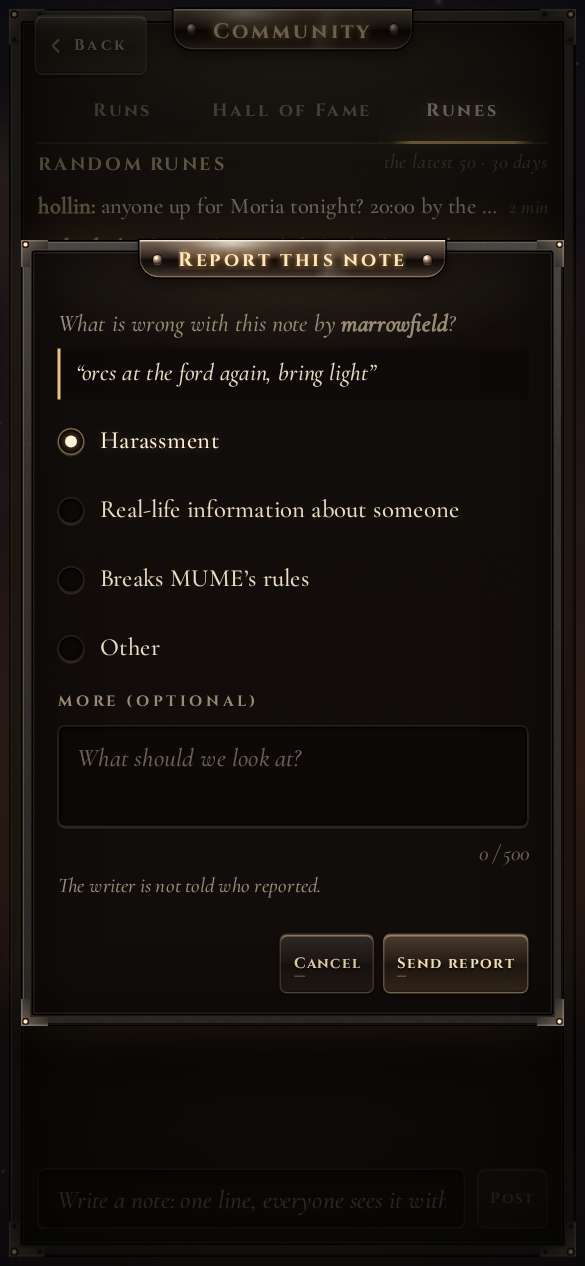 Back
Community
Runs
Hall of Fame
Runes
RANDOM RUNES
the latest 50 · 30 days
hollin: anyone up for Moria tonight? 20:00 by the ... 2 min
Report this note
What is wrong with this note by marrowfield?
“orcs at the ford again, bring light”
Harassment
Real-life information about someone
Breaks MUME’s rules
Other
MORE (OPTIONAL)
What should we look at?
0 / 500
The writer is not told who reported.
Cancel
Send report
Write a note: one line, everyone sees it with
Post